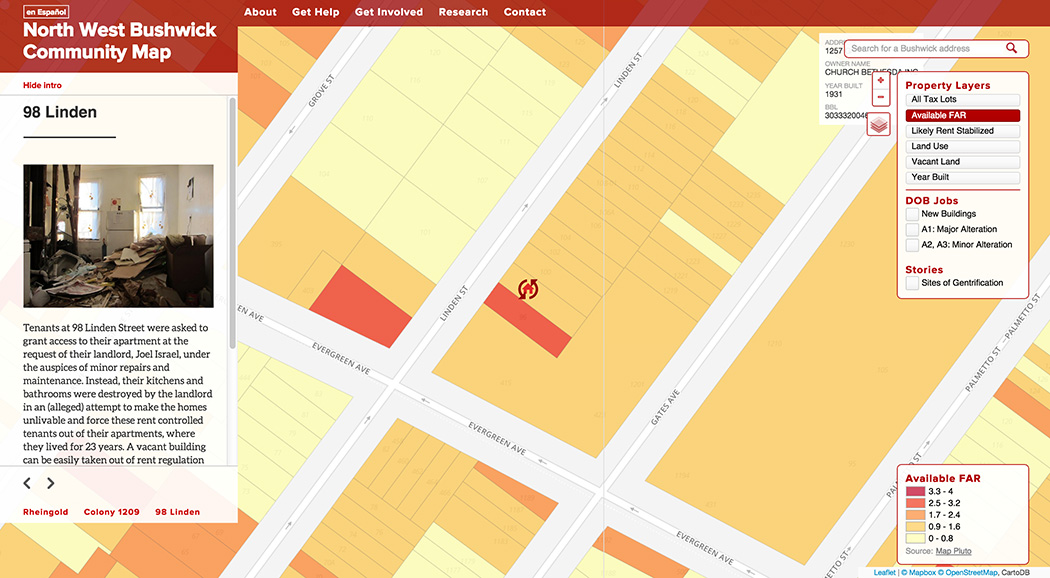 en Español
North West Bushwick
Community Map
About Get Help Get Involved Research Contact
Hide intro
98 Linden
Tenants at 98 Linden Street were asked to
grant access to their apartment at the
request of their landlord, Joel Israel, under
the auspices of minor repairs and
maintenance. Instead, their kitchens and
bathrooms were destroyed by the landlord
in an (alleged) attempt to make the homes
unlivable and force these rent controlled
tenants out of their apartments, where
they lived for 23 years. A vacant building
can be easily taken out of rent regulation
Rheingold Colony 1209 98 Linden
GROVE ST
LINDEN ST
LINDEN ST
EN AVE
EVERGREEN AVE
EVERGREEN AVE
EVERGREEN AVE
GATES AVE
PALMETTO ST
PALMETTO ST
METTO ST
1257
OWNER NAME
CHURCH BETHESDA INC
YEAR BUILT
1931
BBL
3033320046
Search for a Bushwick address
+
−
Property Layers
All Tax Lots
Available FAR
Likely Rent Stabilized
Land Use
Vacant Land
Year Built
DOB Jobs
New Buildings
A1: Major Alteration
A2, A3: Minor Alteration
Stories
Sites of Gentrification
Available FAR
3.3 - 4
2.5 - 3.2
1.7 - 2.4
0.9 - 1.6
0 - 0.8
Source: Map Pluto
Leaflet | © Mapbox © OpenStreetMap, CartoDB